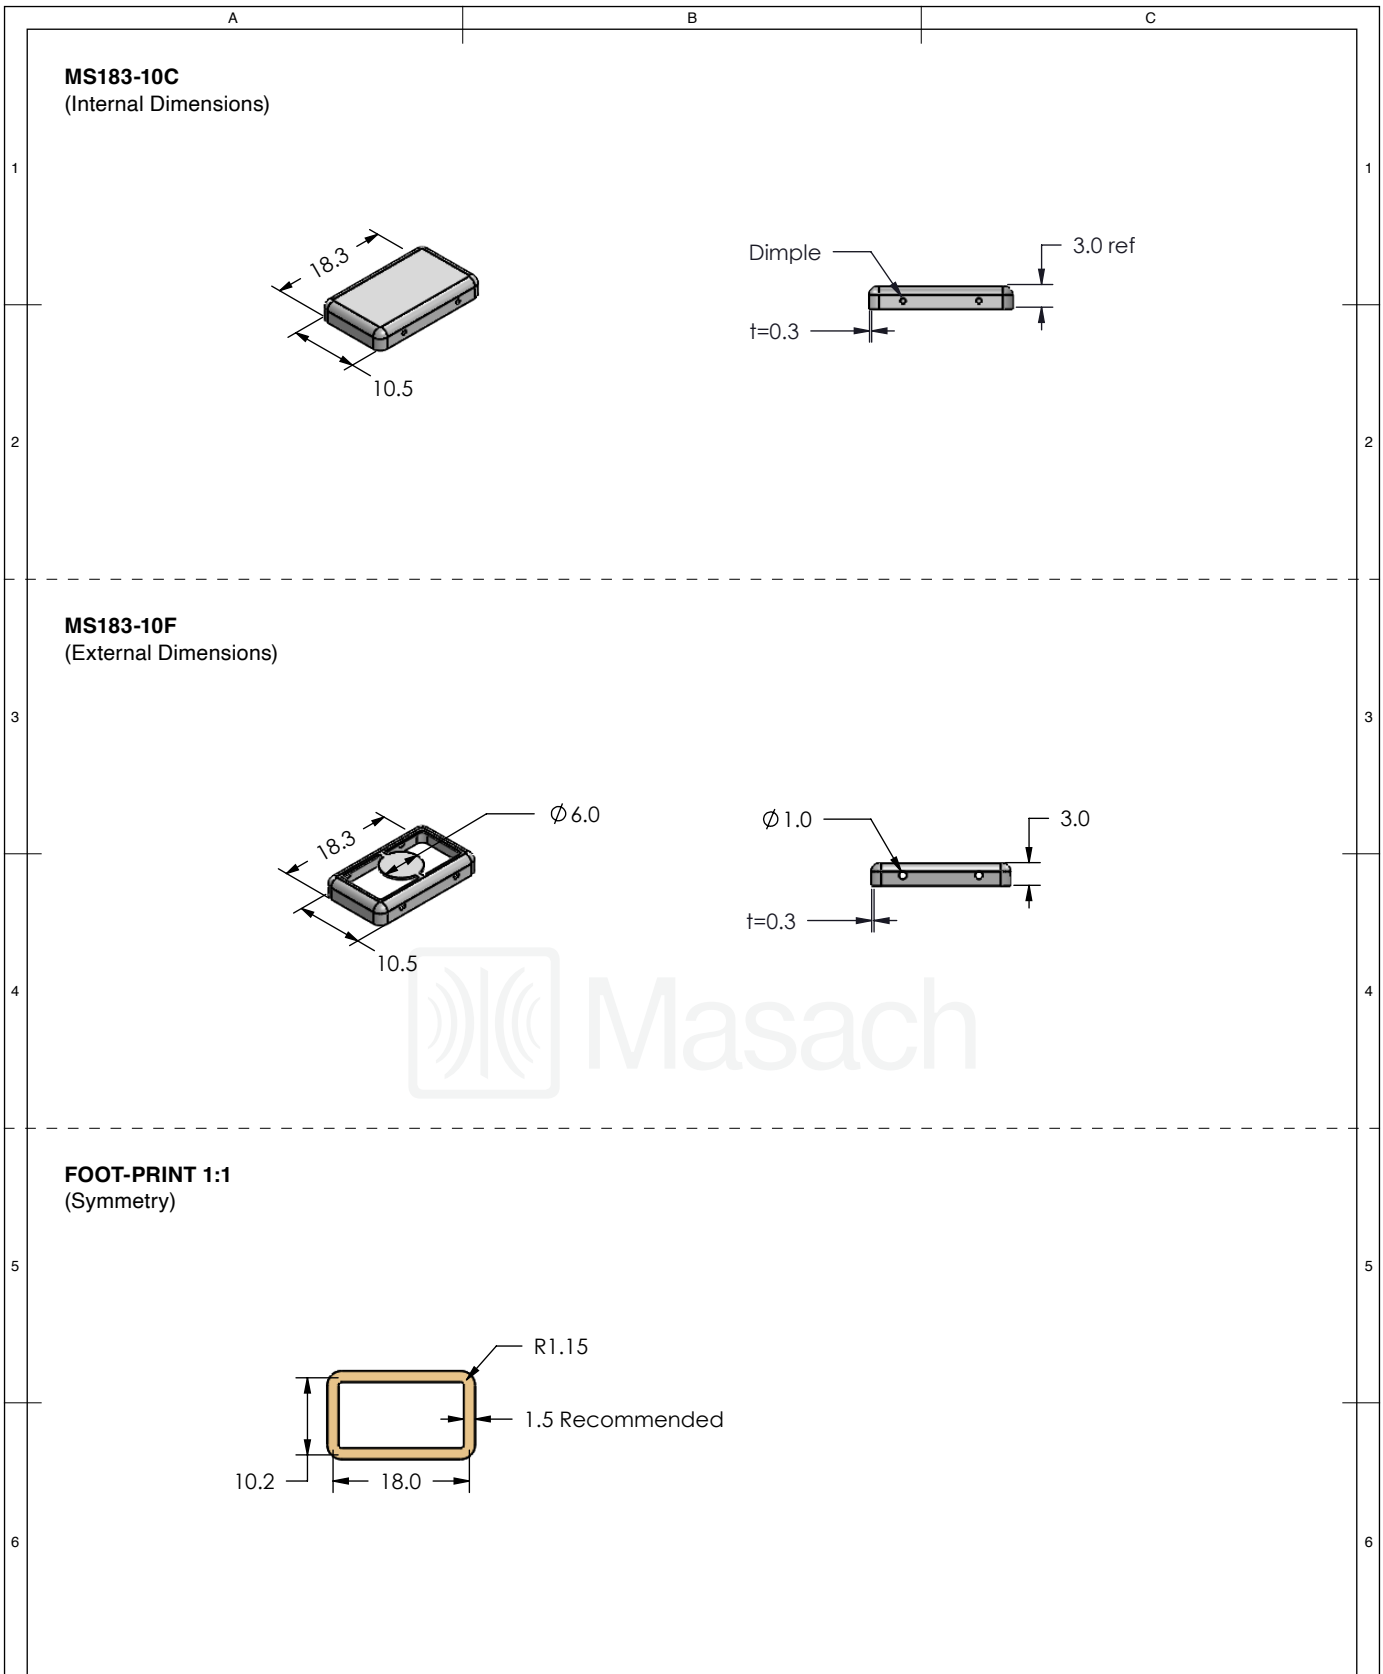 A B C
MS183-10C
(Internal Dimensions)
1 1
18.3
10.5
Dimple
3.0 ref
t=0.3
2 2
MS183-10F
(External Dimensions)
3 3
18.3
Ø6.0
10.5
Ø1.0
3.0
t=0.3
Masach
4 4
FOOT-PRINT 1:1
(Symmetry)
5 5
R1.15
1.5 Recommended
10.2
18.0
6 6